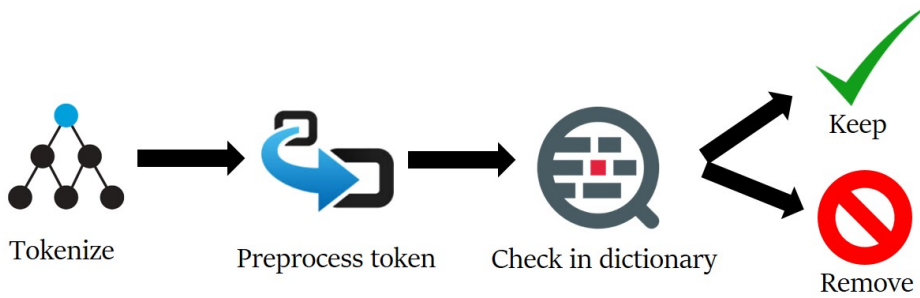 Tokenize
Preprocess token
Check in dictionary
Keep
Remove